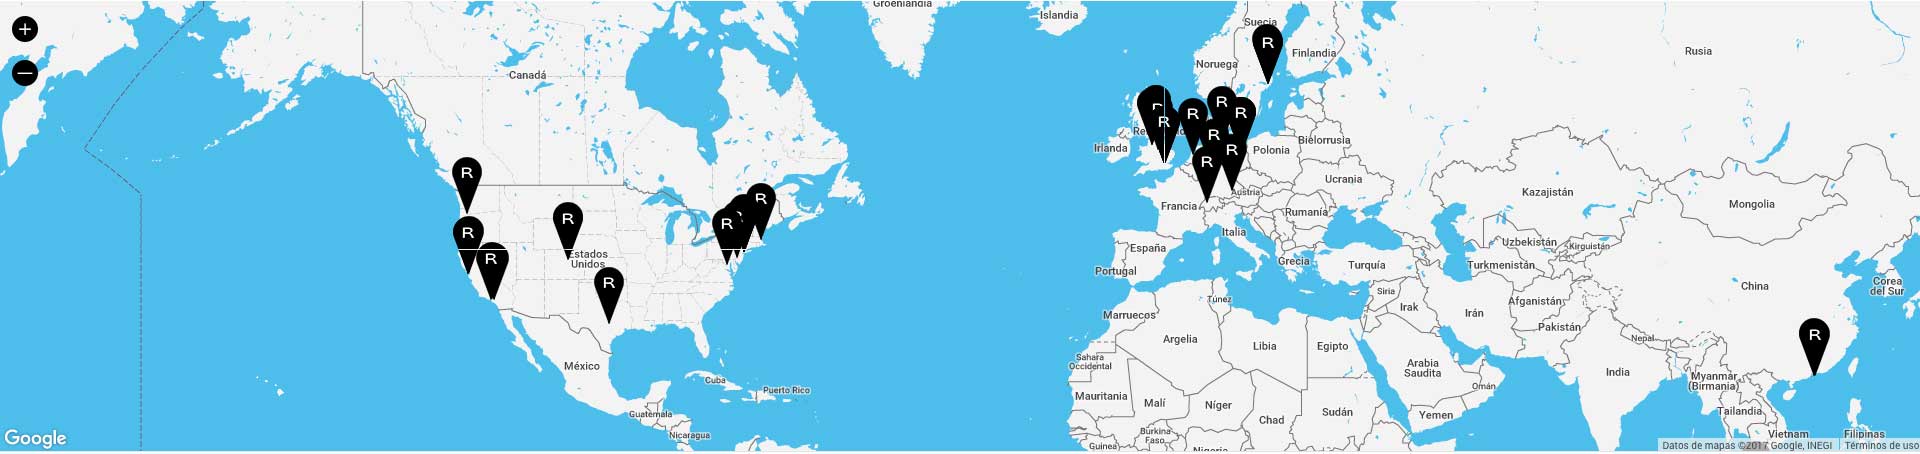 Groenlandia
Islandia
Suecia
R
Finlandia
Rusia
Noruega
Canadá
R
R
R
R
R
R
R
R
R
Irlanda
Polonia
Bielorrusia
R
Ucrania
Austria
Kazajistán
R
R
Francia
Rumanía
Mongolia
R
R
R
Italia
España
Uzbekistán
Kirguistán
R
Estados
Unidos
Portugal
Grecia
Turquía
Turkmenistán
R
Siria
Túnez
Irak
Irán
Afganistán
China
Corea
del Sur
Marruecos
Pakistán
R
Argelia
Libia
Egipto
Nepal
México
Sahara
Occidental
Arabia
Saudita
India
Myanmar
(Birmania)
Cuba
Puerto Rico
Omán
Mauritania
Malí
Níger
Chad
Sudán
Yemen
Tailandia
Guatemala
Nicaragua
Burkina
Faso
Guinea
Vietnam
Filipinas
Google
Datos de mapas ©2017 Google, INEGI
Términos de uso